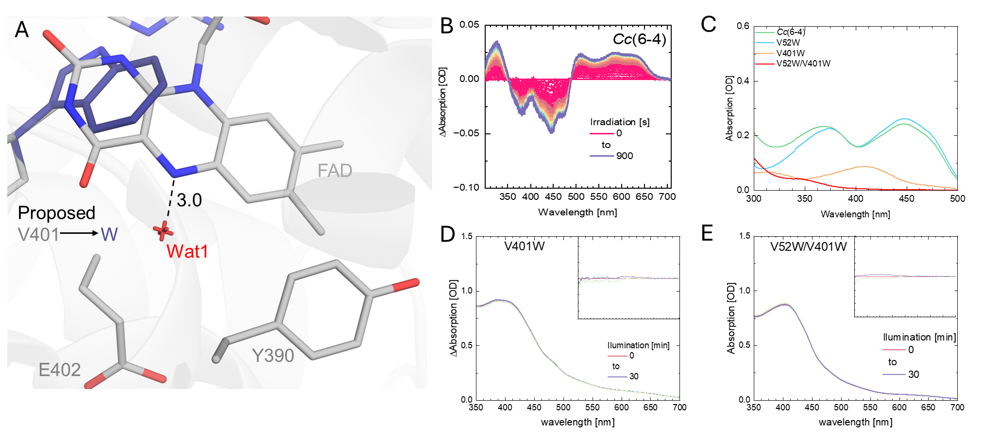 A
FAD
3.0
Proposed
V401 W
Wat1
Y390
E402
B
Cc(6-4)
0.05
0.00
−0.05
−0.10
ΔAbsorption [OD]
Irradiation [s]
0
to
900
350 400 450 500 550 600 650 700
Wavelength [nm]
C
Cc(6-4)
V52W
V401W
V52W/V401W
0.6
0.4
0.2
0.0
Absorption [OD]
300 350 400 450 500
Wavelength [nm]
D
V401W
1.5
1.0
0.5
0.0
ΔAbsorption [OD]
Ilumination [min]
0
to
30
350 400 450 500 550 600 650 700
wavelength [nm]
E
V52W/V401W
1.5
1.0
0.5
0.0
Absorption [OD]
Ilumination [min]
0
to
30
350 400 450 500 550 600 650 700
wavelength [nm]